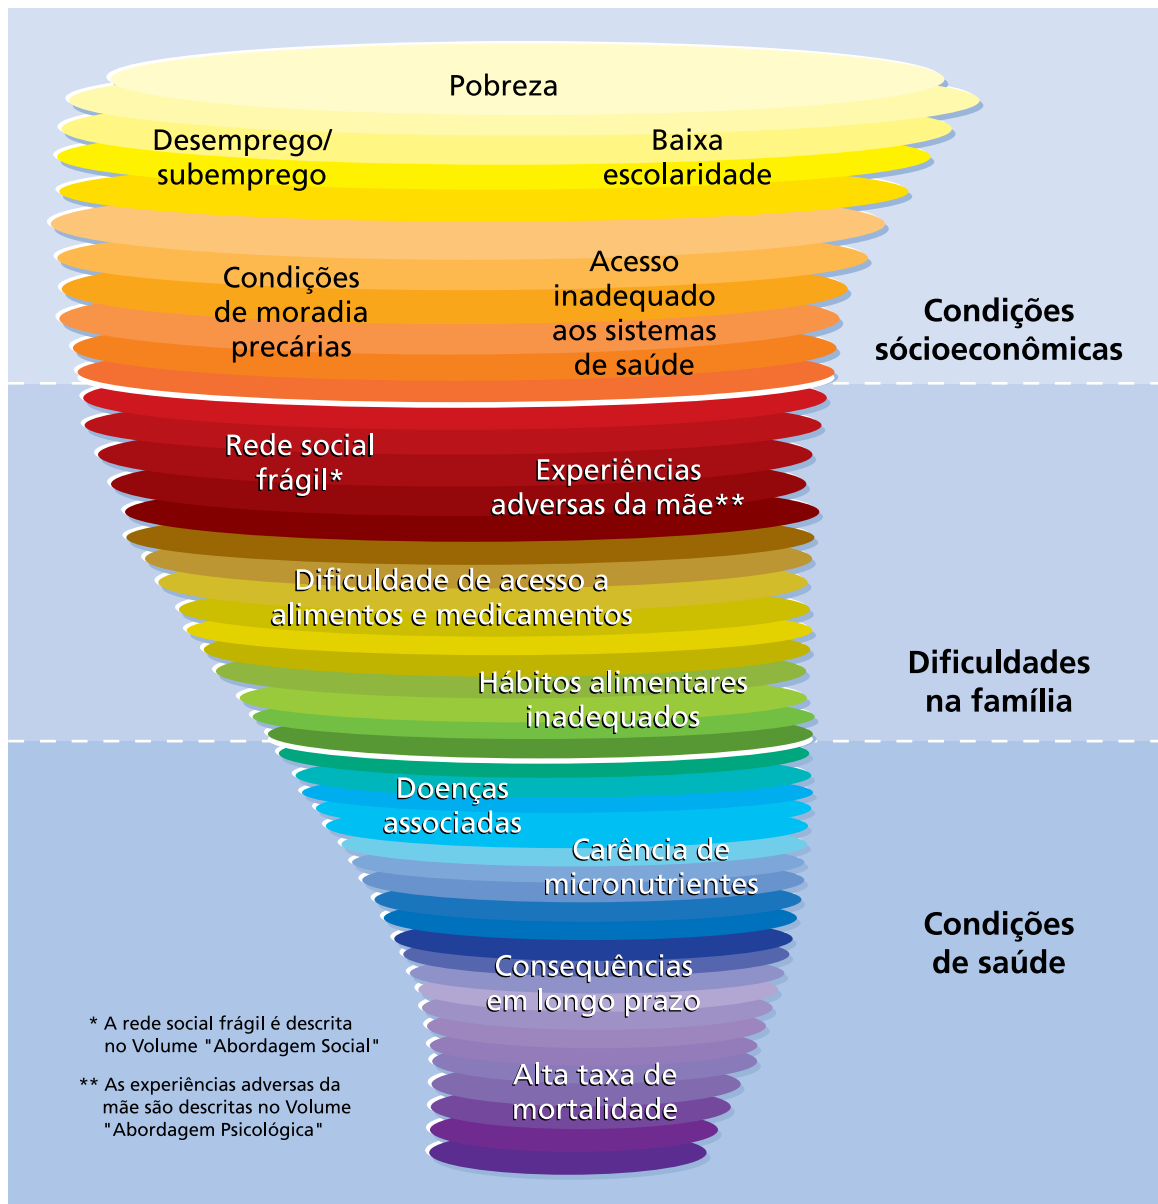 Pobreza
Desemprego/
subemprego
Baixa
escolaridade
Condições
de moradia
precárias
Acesso
inadequado
aos sistemas
de saúde
Condições
sócioeconômicas
Rede social
frágil*
Experiências
adversas da mãe**
Dificuldade de acesso a
alimentos e medicamentos
Hábitos alimentares
inadequados
Dificuldades
na família
Doenças
associadas
Carência de
micronutrientes
Condições
de saúde
Consequências
em longo prazo
Alta taxa de
mortalidade
* A rede social frágil é descrita
no Volume "Abordagem Social"
** As experiências adversas da
mãe são descritas no Volume
"Abordagem Psicológica"